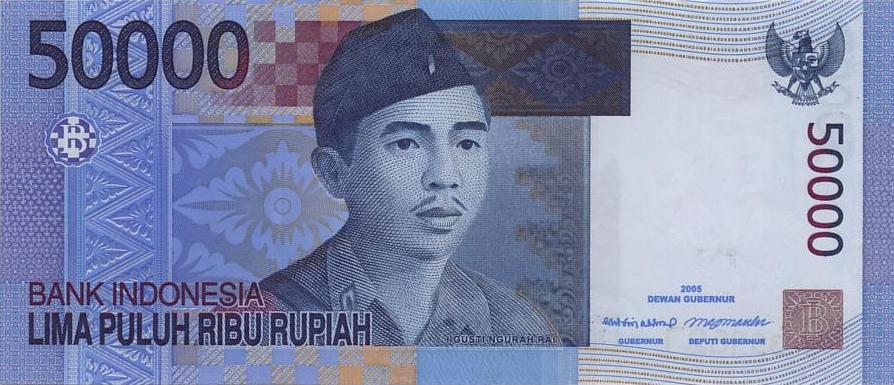 50000
50000
BANK INDONESIA
LIMA PULUH RIBU RUPIAH
I GUSTI NGURAH RAI
2005
DEWAN GUBERNUR
GUBERNUR
DEPUTI GUBERNUR